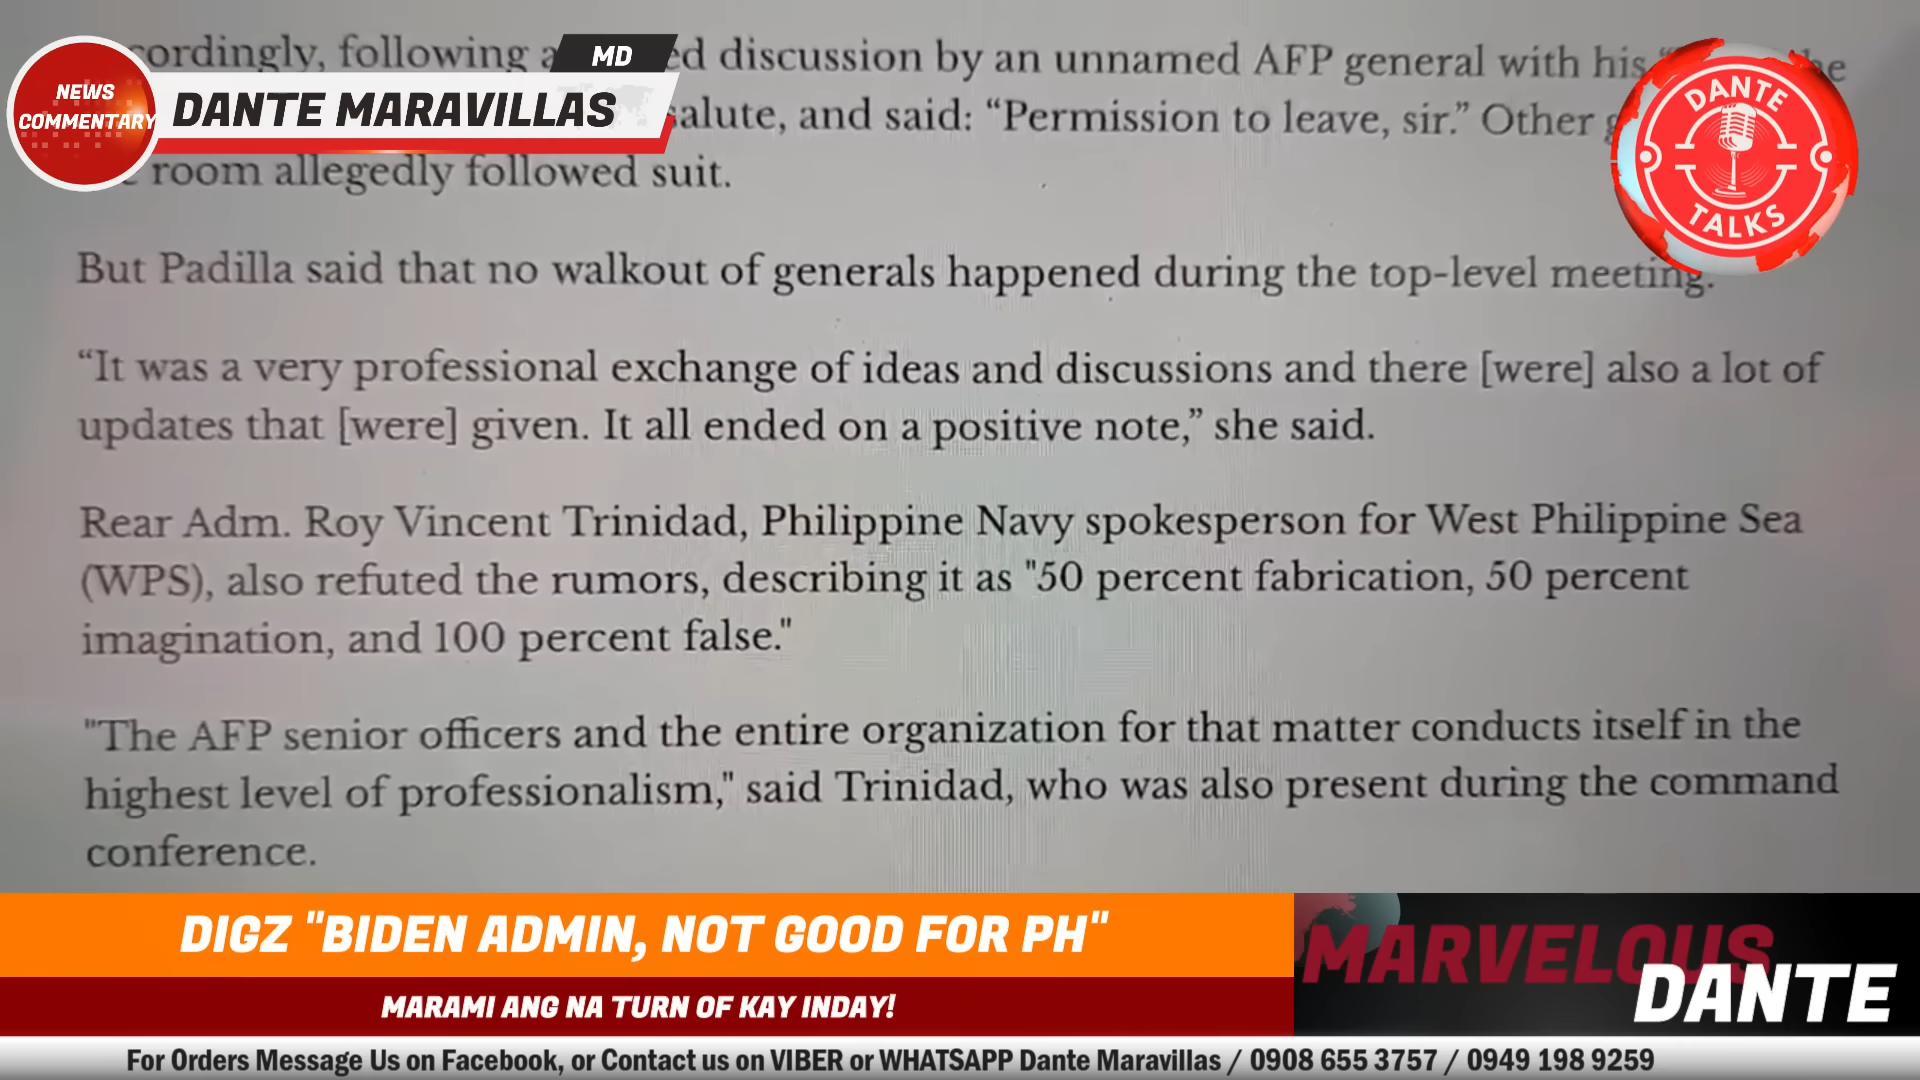 cordingly, following a ed discussion by an unnamed AFP general with his
MD
NEWS
COMMENTARY
DANTE MARAVILLAS
salute, and said: “Permission to leave, sir.” Other
room allegedly followed suit.
DANTE
TALKS
But Padilla said that no walkout of generals happened during the top-level meeting.
“It was a very professional exchange of ideas and discussions and there [were] also a lot of
updates that [were] given. It all ended on a positive note,” she said.
Rear Adm. Roy Vincent Trinidad, Philippine Navy spokesperson for West Philippine Sea
(WPS), also refuted the rumors, describing it as "50 percent fabrication, 50 percent
imagination, and 100 percent false."
"The AFP senior officers and the entire organization for that matter conducts itself in the
highest level of professionalism," said Trinidad, who was also present during the command
conference.
DIGZ "BIDEN ADMIN, NOT GOOD FOR PH"
MARAMI ANG NA TURN OF KAY INDAY!
MARVELOUS
DANTE
For Orders Message Us on Facebook, or Contact us on VIBER or WHATSAPP Dante Maravillas / 0908 655 3757 / 0949 198 9259